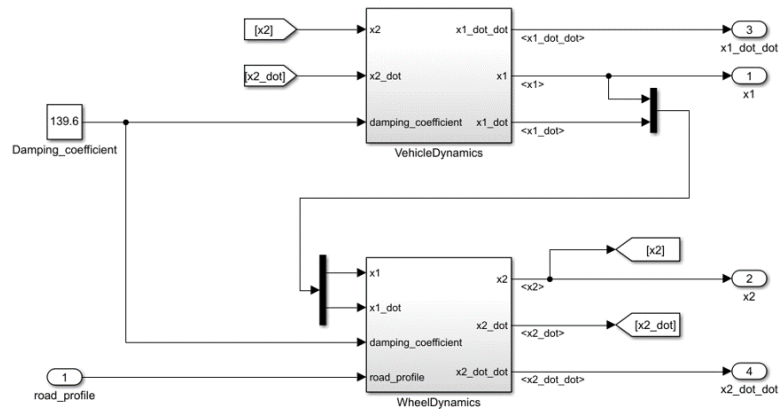 [x2]
x2
x1_dot_dot
<x1_dot_dot>
3
x1_dot_dot
[x2_dot]
x2_dot
x1
<x1>
1
x1
139.6
Damping_coefficient
damping_coefficient
x1_dot
<x1_dot>
VehicleDynamics
[x2]
x1
x2
<x2>
2
x2
x1_dot
x2_dot
<x2_dot>
[x2_dot]
damping_coefficient
1
road_profile
road_profile
x2_dot_dot
<x2_dot_dot>
4
x2_dot_dot
WheelDynamics